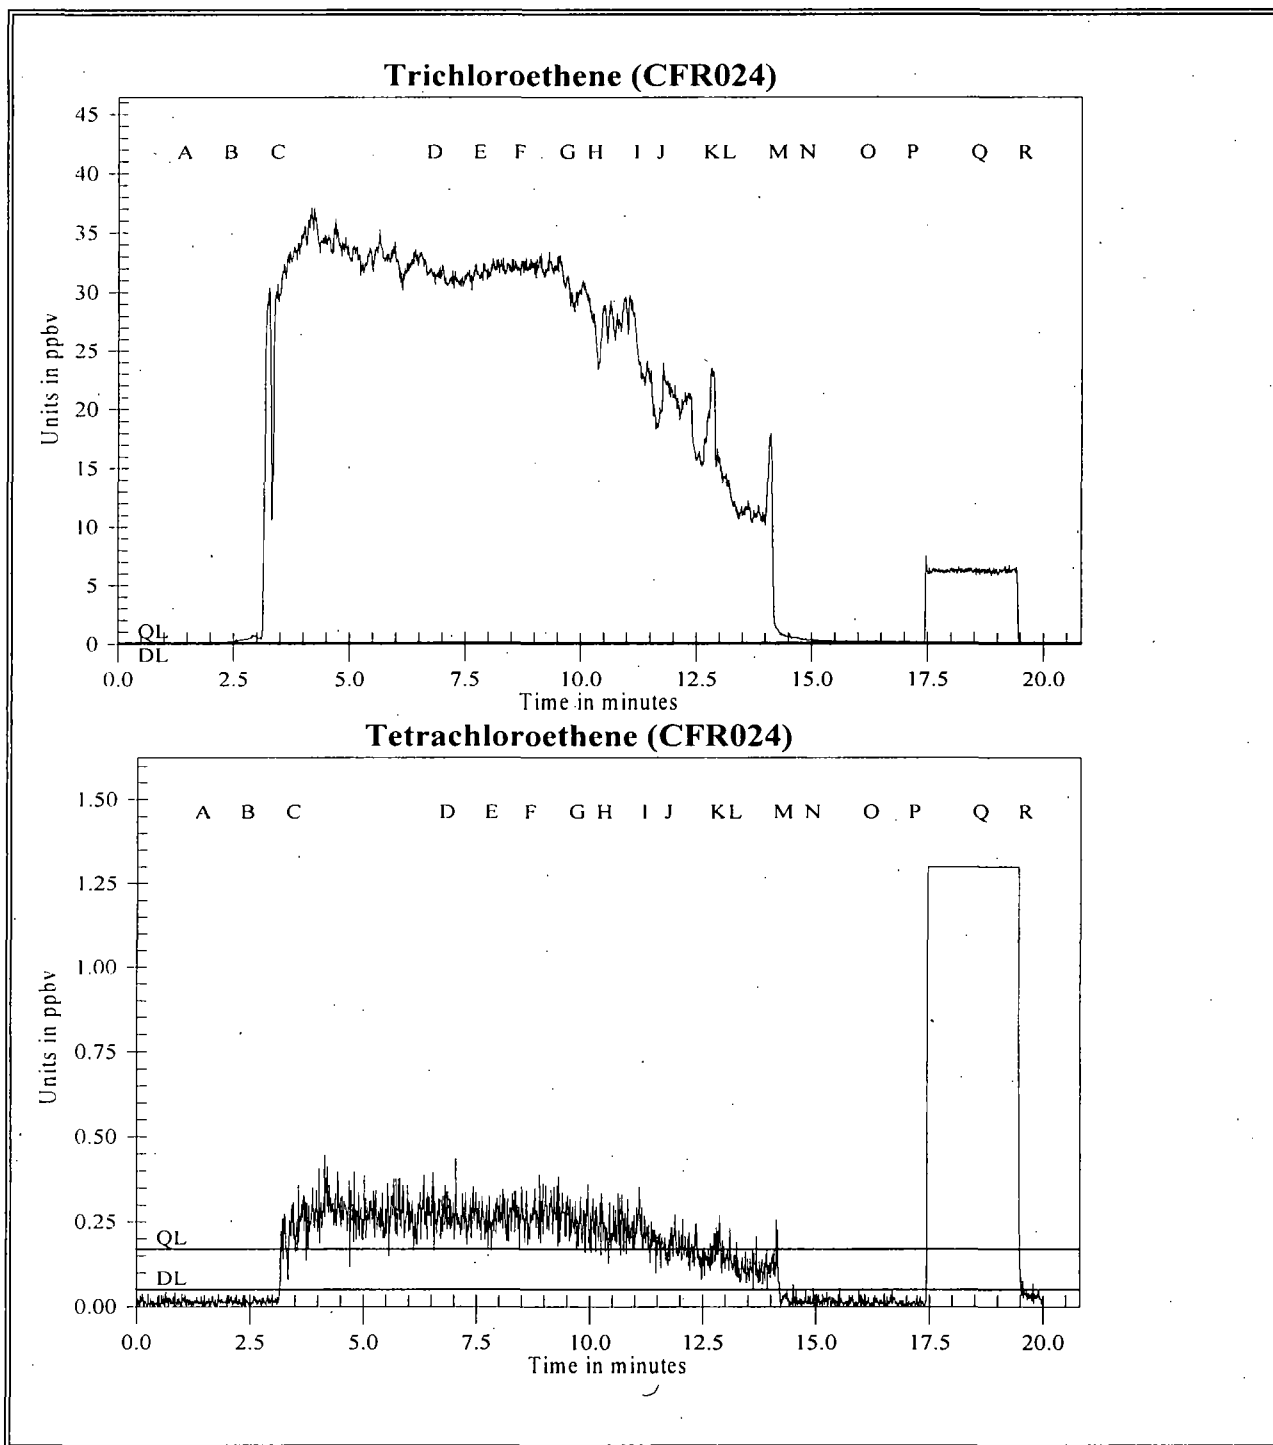 Trichloroethene (CFR024)
45
A B C D E F G H I J K L M N O P Q R
40
35
30
25
20
15
10
5
0
Units in ppbv
QL
DL
0.0 2.5 5.0 7.5 10.0 12.5 15.0 17.5 20.0
Time in minutes
Tetrachloroethene (CFR024)
1.50
A B C D E F G H I J K L M N O P Q R
1.25
1.00
0.75
0.50
0.25
0.00
Units in ppbv
QL
DL
0.0 2.5 5.0 7.5 10.0 12.5 15.0 17.5 20.0
Time in minutes